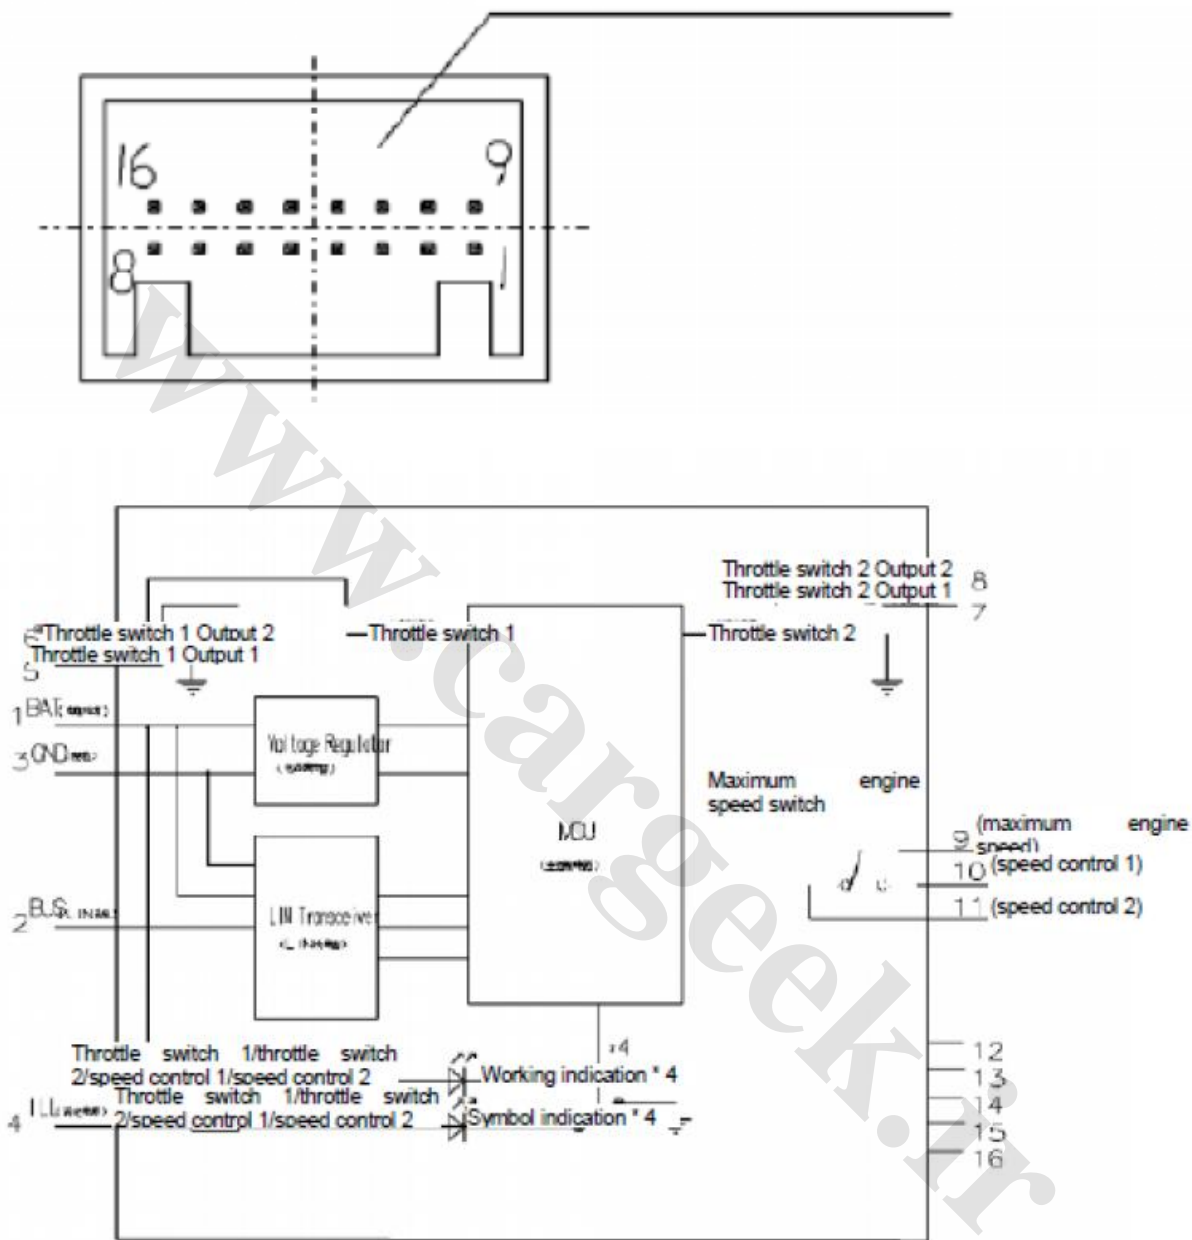 16
9
8
1
Throttle switch 2 Output 2
8
Throttle switch 2 Output 1
7
6
Throttle switch 1 Output 2
Throttle switch 1
Throttle switch 2
Throttle switch 1 Output 1
5
1 BAT
Voltage Regulator
3 GND
Maximum engine
speed switch
MCU
9 (maximum engine
speed)
10 (speed control 1)
11 (speed control 2)
2 BUS
LIN Transceiver
Throttle switch 1/throttle switch
2/speed control 1/speed control 2
*4
Working indication * 4
Throttle switch 1/throttle switch
2/speed control 1/speed control 2
Symbol indication * 4
4 ILL
12
13
14
15
16
www.cargeek.ir